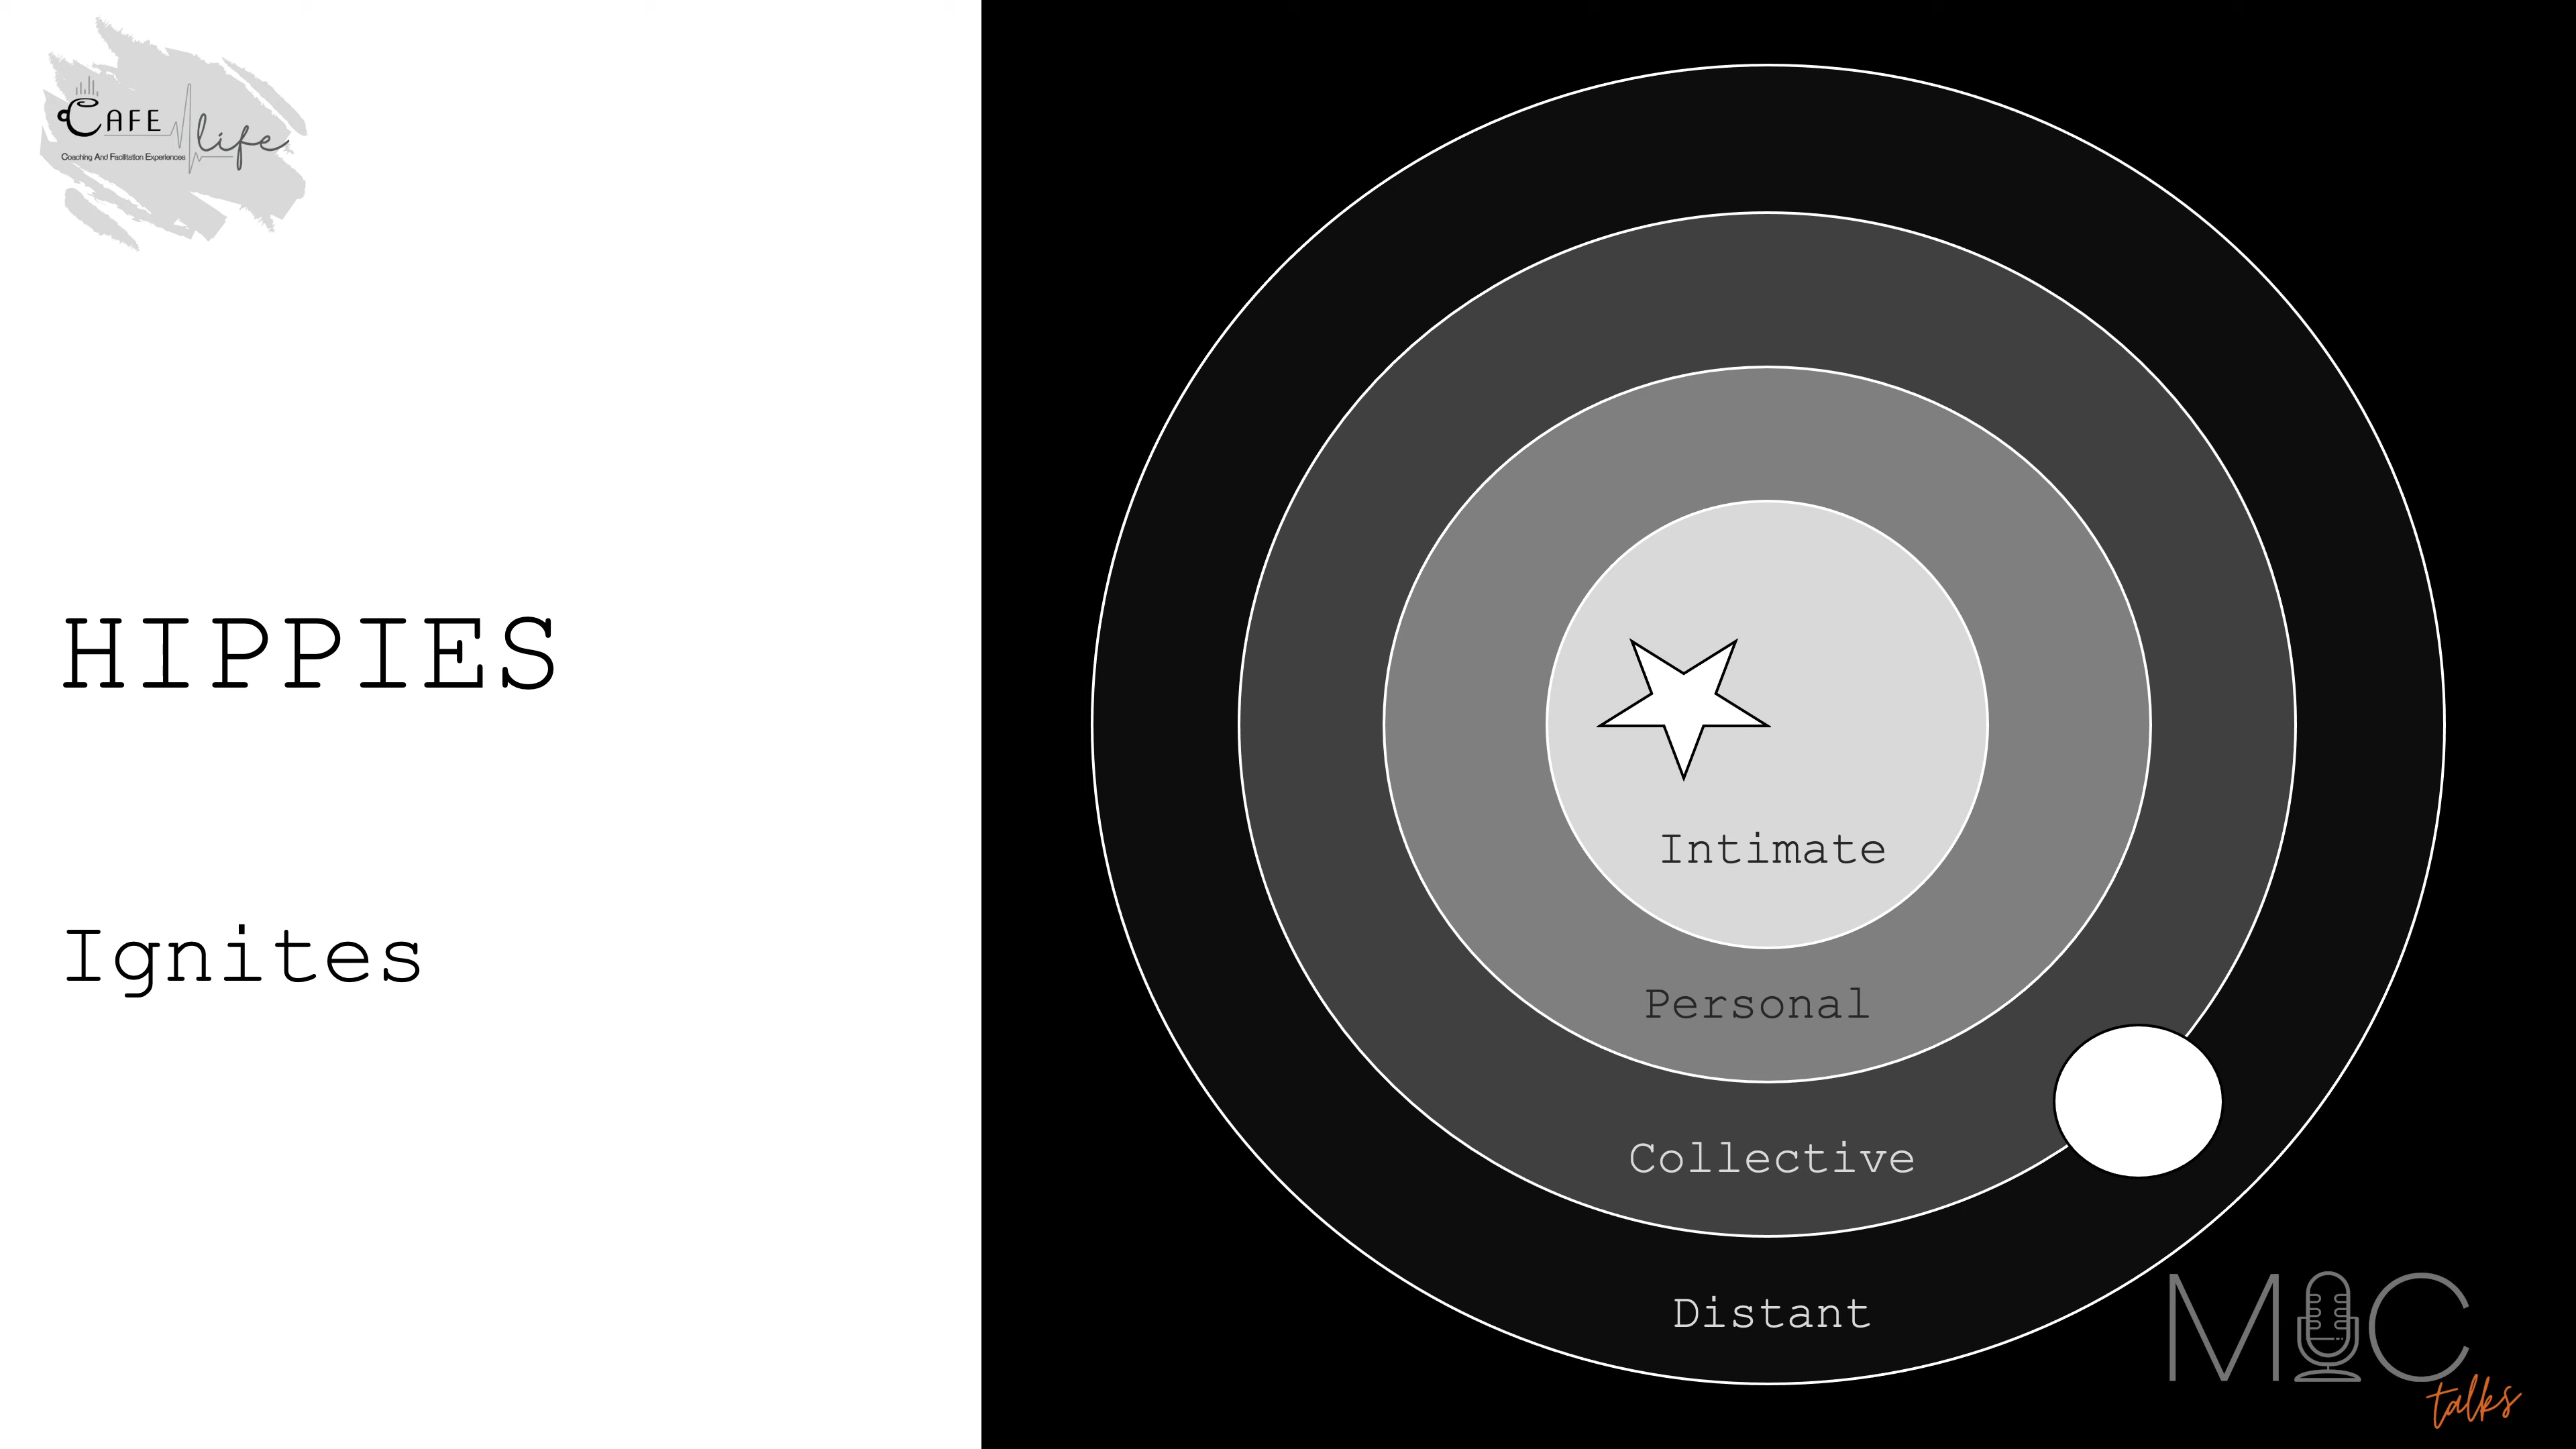 CAFE life
Coaching And Facilitation Experiences
HIPPIES
Ignites
Intimate
Personal
Collective
Distant
MIC
talks